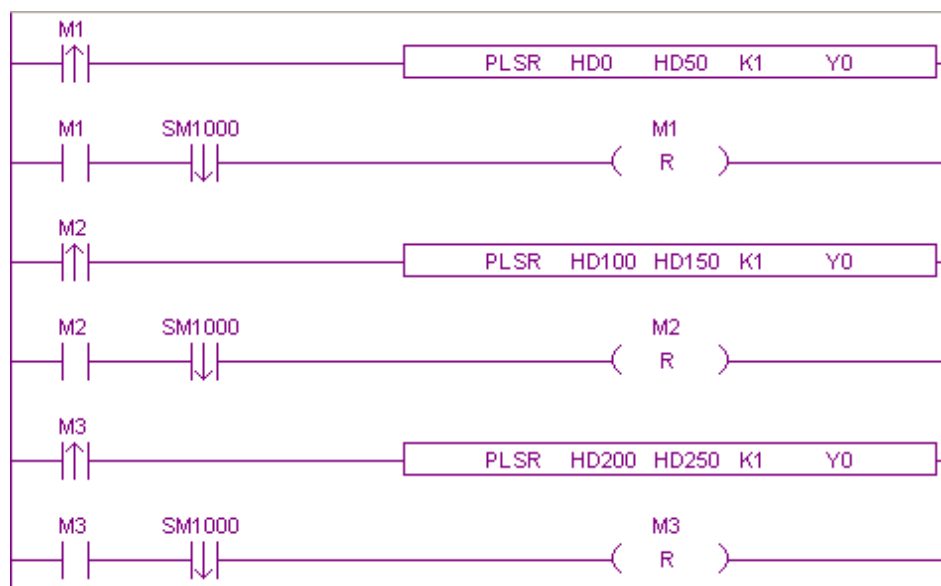 M1
PLSR HD0 HD50 K1 Y0
M1 SM1000 M1
R
M2
PLSR HD100 HD150 K1 Y0
M2 SM1000 M2
R
M3
PLSR HD200 HD250 K1 Y0
M3 SM1000 M3
R